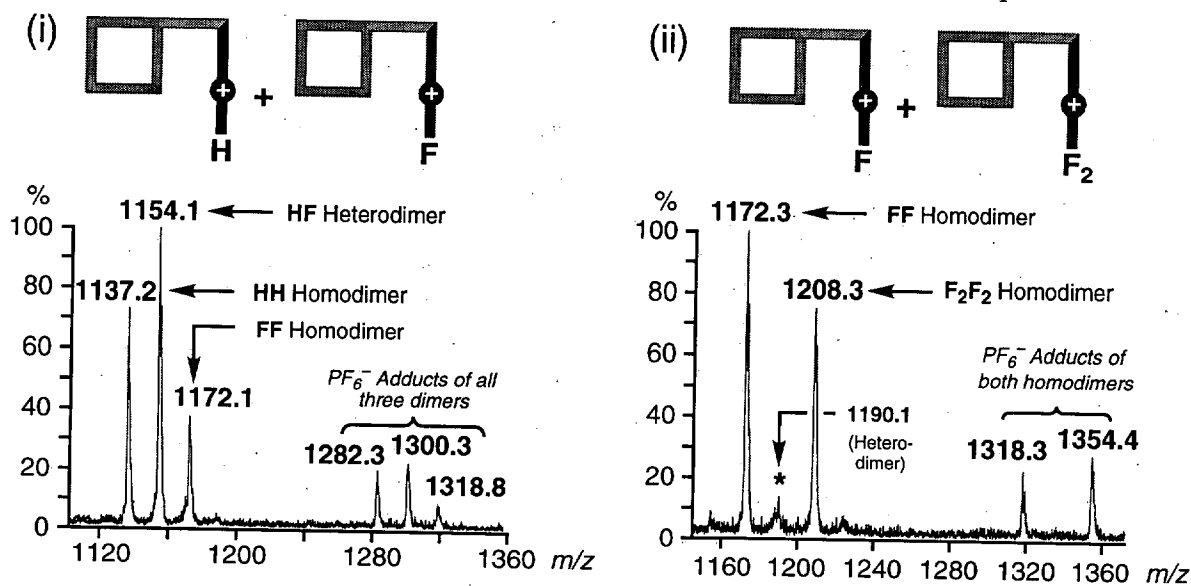 (i)
+
+
+
H
F
%
100
80
60
40
20
0
1154.1
HF Heterodimer
1137.2
HH Homodimer
FF Homodimer
1172.1
PF6− Adducts of all
three dimers
1282.3
1300.3
1318.8
1120
1200
1280
1360
m/z
(ii)
+
+
+
F
F2
%
100
80
60
40
20
0
1172.3
FF Homodimer
1208.3
F2F2 Homodimer
PF6− Adducts of
both homodimers
1190.1
(Hetero-
dimer)
*
1318.3
1354.4
1160
1200
1240
1280
1320
1360
m/z